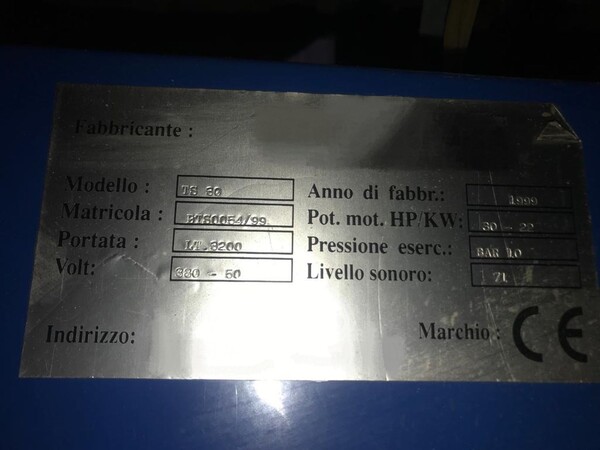 Fabbricante :
Modello : TS 30 Anno di fabbr.: 1999
Matricola : Pot. mot. HP/KW: 30 - 22
Portata : LT.3200 Pressione eserc.: BAR 10
Volt: 380 - 50 Livello sonoro: 71
Indirizzo: Marchio : CE